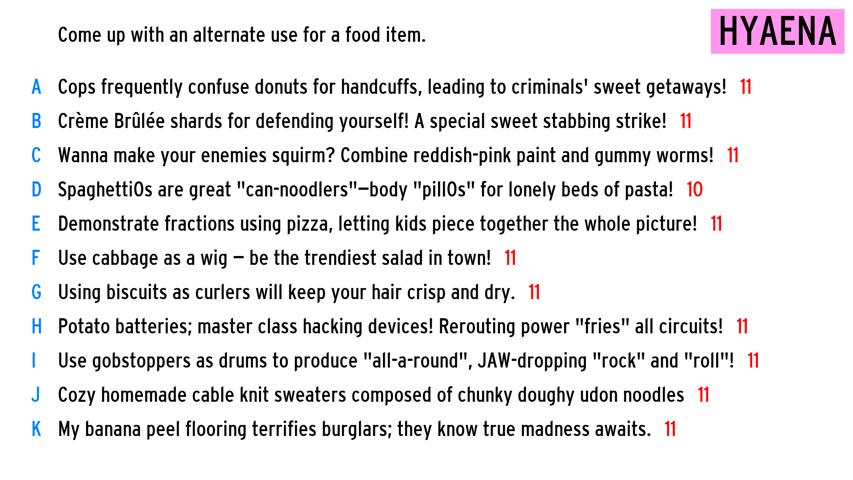 Come up with an alternate use for a food item.
HYAENA
A Cops frequently confuse donuts for handcuffs, leading to criminals' sweet getaways! 11
B Crème Brûlée shards for defending yourself! A special sweet stabbing strike! 11
C Wanna make your enemies squirm? Combine reddish-pink paint and gummy worms! 11
D SpaghettiOs are great "can-noodlers"—body "pillOs" for lonely beds of pasta! 10
E Demonstrate fractions using pizza, letting kids piece together the whole picture! 11
F Use cabbage as a wig — be the trendiest salad in town! 11
G Using biscuits as curlers will keep your hair crisp and dry. 11
H Potato batteries; master class hacking devices! Rerouting power "fries" all circuits! 11
I Use gobstoppers as drums to produce "all-a-round", JAW-dropping "rock" and "roll"! 11
J Cozy homemade cable knit sweaters composed of chunky doughy udon noodles 11
K My banana peel flooring terrifies burglars; they know true madness awaits. 11